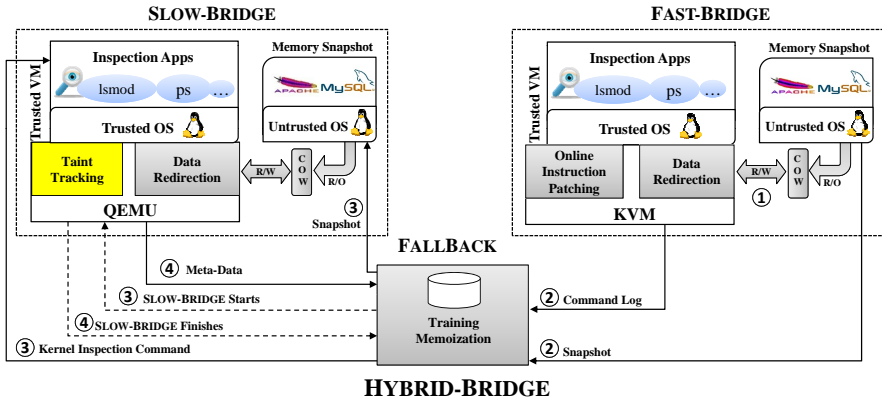 SLOW-BRIDGE
Trusted VM
Inspection Apps
lsmod
ps
...
Trusted OS
Taint
Tracking
Data
Redirection
QEMU
R/W
COW
R/O
Memory Snapshot
APACHE
MySQL
Untrusted OS
③
Snapshot
FAST-BRIDGE
Trusted VM
Inspection Apps
lsmod
ps
...
Trusted OS
Online
Instruction
Patching
Data
Redirection
KVM
R/W
①
COW
R/O
Memory Snapshot
APACHE
MySQL
Untrusted OS
FALLBACK
④ Meta-Data
③ SLOW-BRIDGE Starts
④ SLOW-BRIDGE Finishes
③ Kernel Inspection Command
Training
Memoization
② Command Log
② Snapshot
HYBRID-BRIDGE